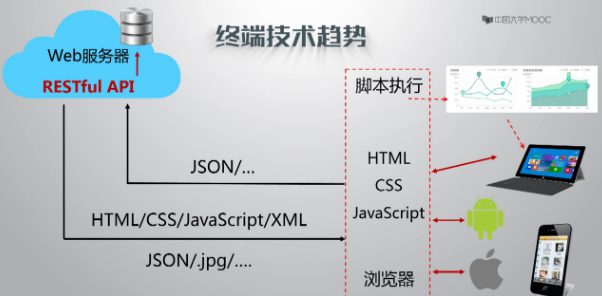 终端技术趋势
中国大学MOOC
Web服务器
RESTful API
脚本执行
JSON/...
HTML
CSS
JavaScript
HTML/CSS/JavaScript/XML
JSON/.jpg/....
浏览器